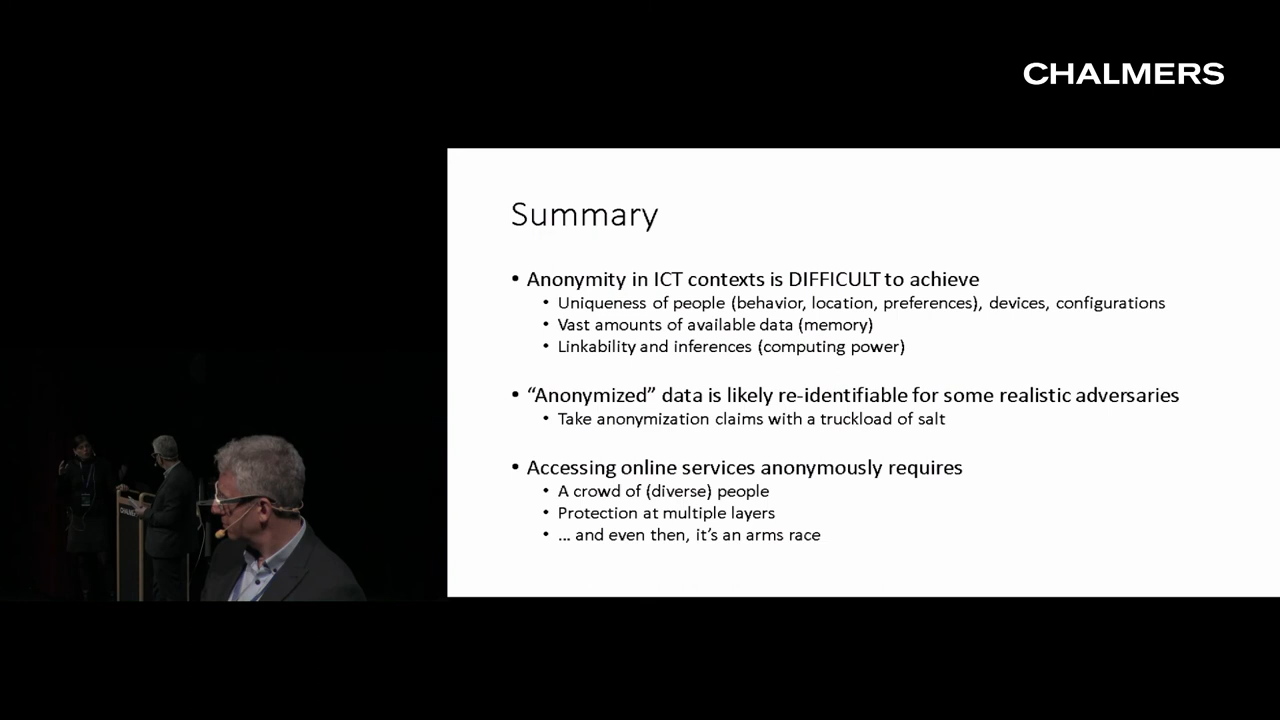 CHALMERS
Summary
• Anonymity in ICT contexts is DIFFICULT to achieve
• Uniqueness of people (behavior, location, preferences), devices, configurations
• Vast amounts of available data (memory)
• Linkability and inferences (computing power)
• “Anonymized” data is likely re-identifiable for some realistic adversaries
• Take anonymization claims with a truckload of salt
• Accessing online services anonymously requires
• A crowd of (diverse) people
• Protection at multiple layers
• ... and even then, it’s an arms race